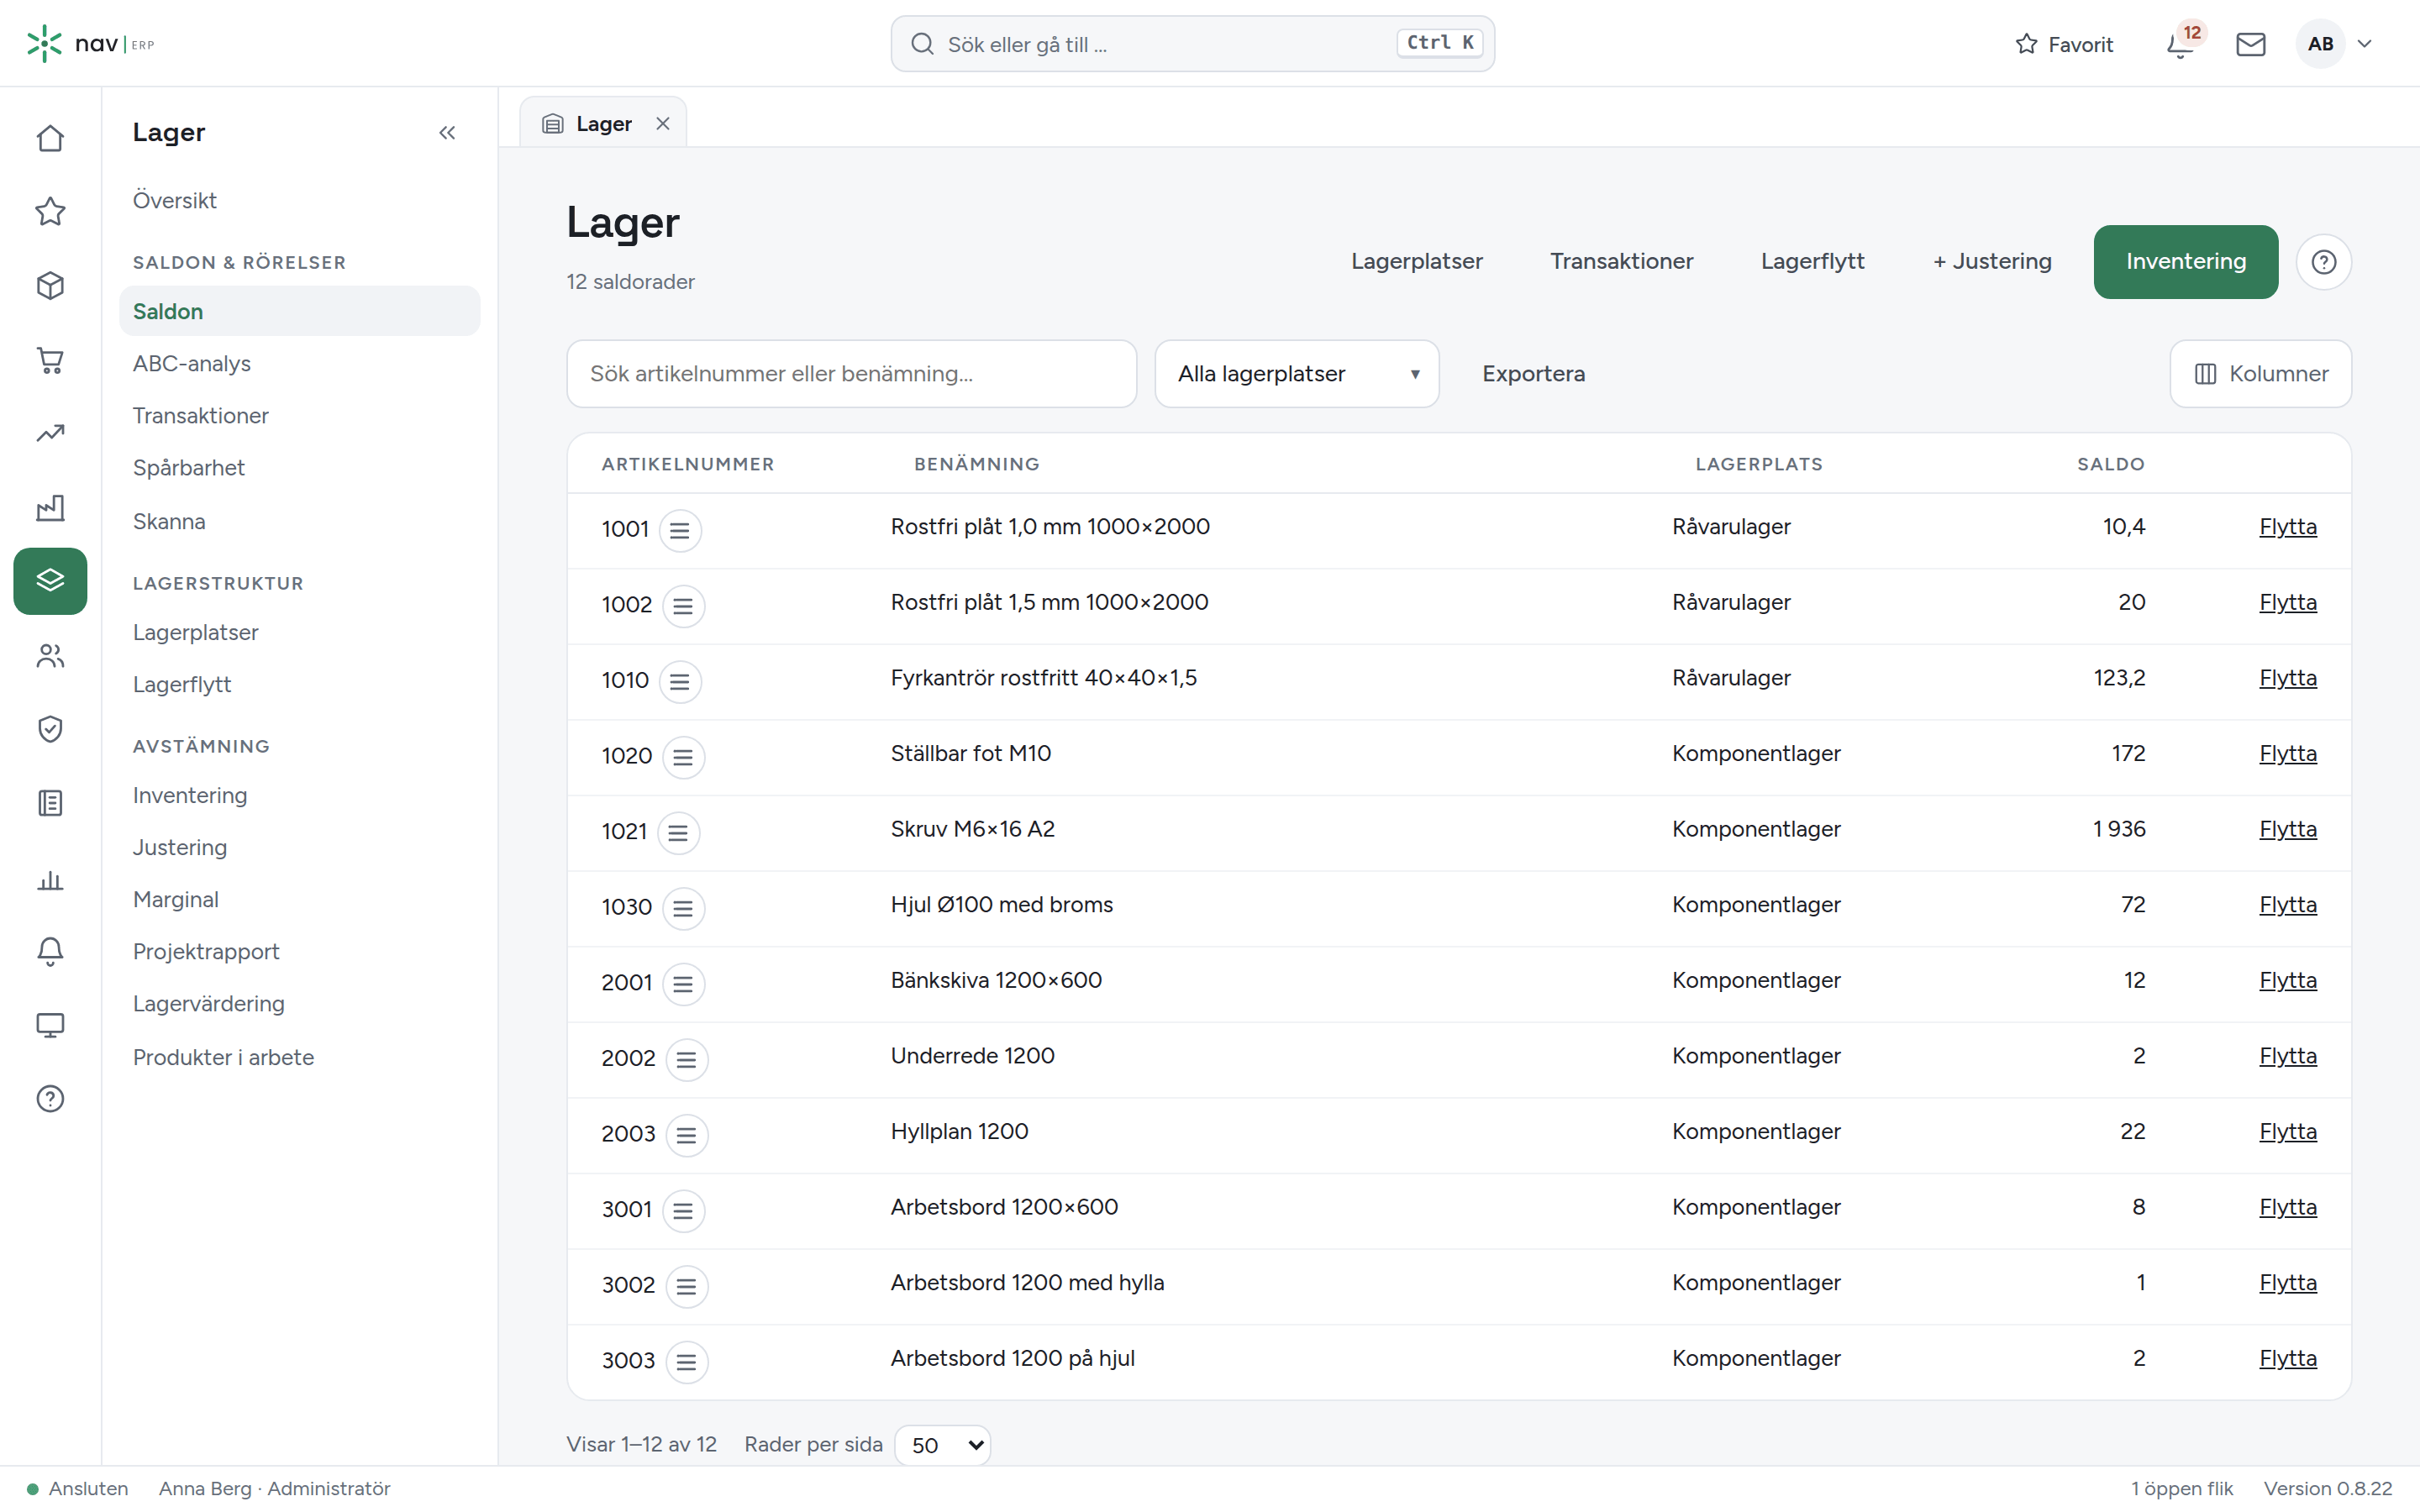 nav ERP
Sök eller gå till ... Ctrl K
Favorit
12
AB
Lager
Översikt
SALDON & RÖRELSER
Saldon
ABC-analys
Transaktioner
Spårbarhet
Skanna
LAGERSTRUKTUR
Lagerplatser
Lagerflytt
AVSTÄMNING
Inventering
Justering
Marginal
Projektrapport
Lagervärdering
Produkter i arbete
Lager
Lager
12 saldorader
Lagerplatser Transaktioner Lagerflytt + Justering Inventering
Sök artikelnummer eller benämning... Alla lagerplatser Exportera Kolumner
ARTIKELNUMMER BENÄMNING LAGERPLATS SALDO
1001 Rostfri plåt 1,0 mm 1000×2000 Råvarulager 10,4 Flytta
1002 Rostfri plåt 1,5 mm 1000×2000 Råvarulager 20 Flytta
1010 Fyrkantrör rostfritt 40×40×1,5 Råvarulager 123,2 Flytta
1020 Ställbar fot M10 Komponentlager 172 Flytta
1021 Skruv M6×16 A2 Komponentlager 1 936 Flytta
1030 Hjul Ø100 med broms Komponentlager 72 Flytta
2001 Bänkskiva 1200×600 Komponentlager 12 Flytta
2002 Underrede 1200 Komponentlager 2 Flytta
2003 Hyllplan 1200 Komponentlager 22 Flytta
3001 Arbetsbord 1200×600 Komponentlager 8 Flytta
3002 Arbetsbord 1200 med hylla Komponentlager 1 Flytta
3003 Arbetsbord 1200 på hjul Komponentlager 2 Flytta
Visar 1–12 av 12 Rader per sida 50
Ansluten Anna Berg · Administratör 1 öppen flik Version 0.8.22